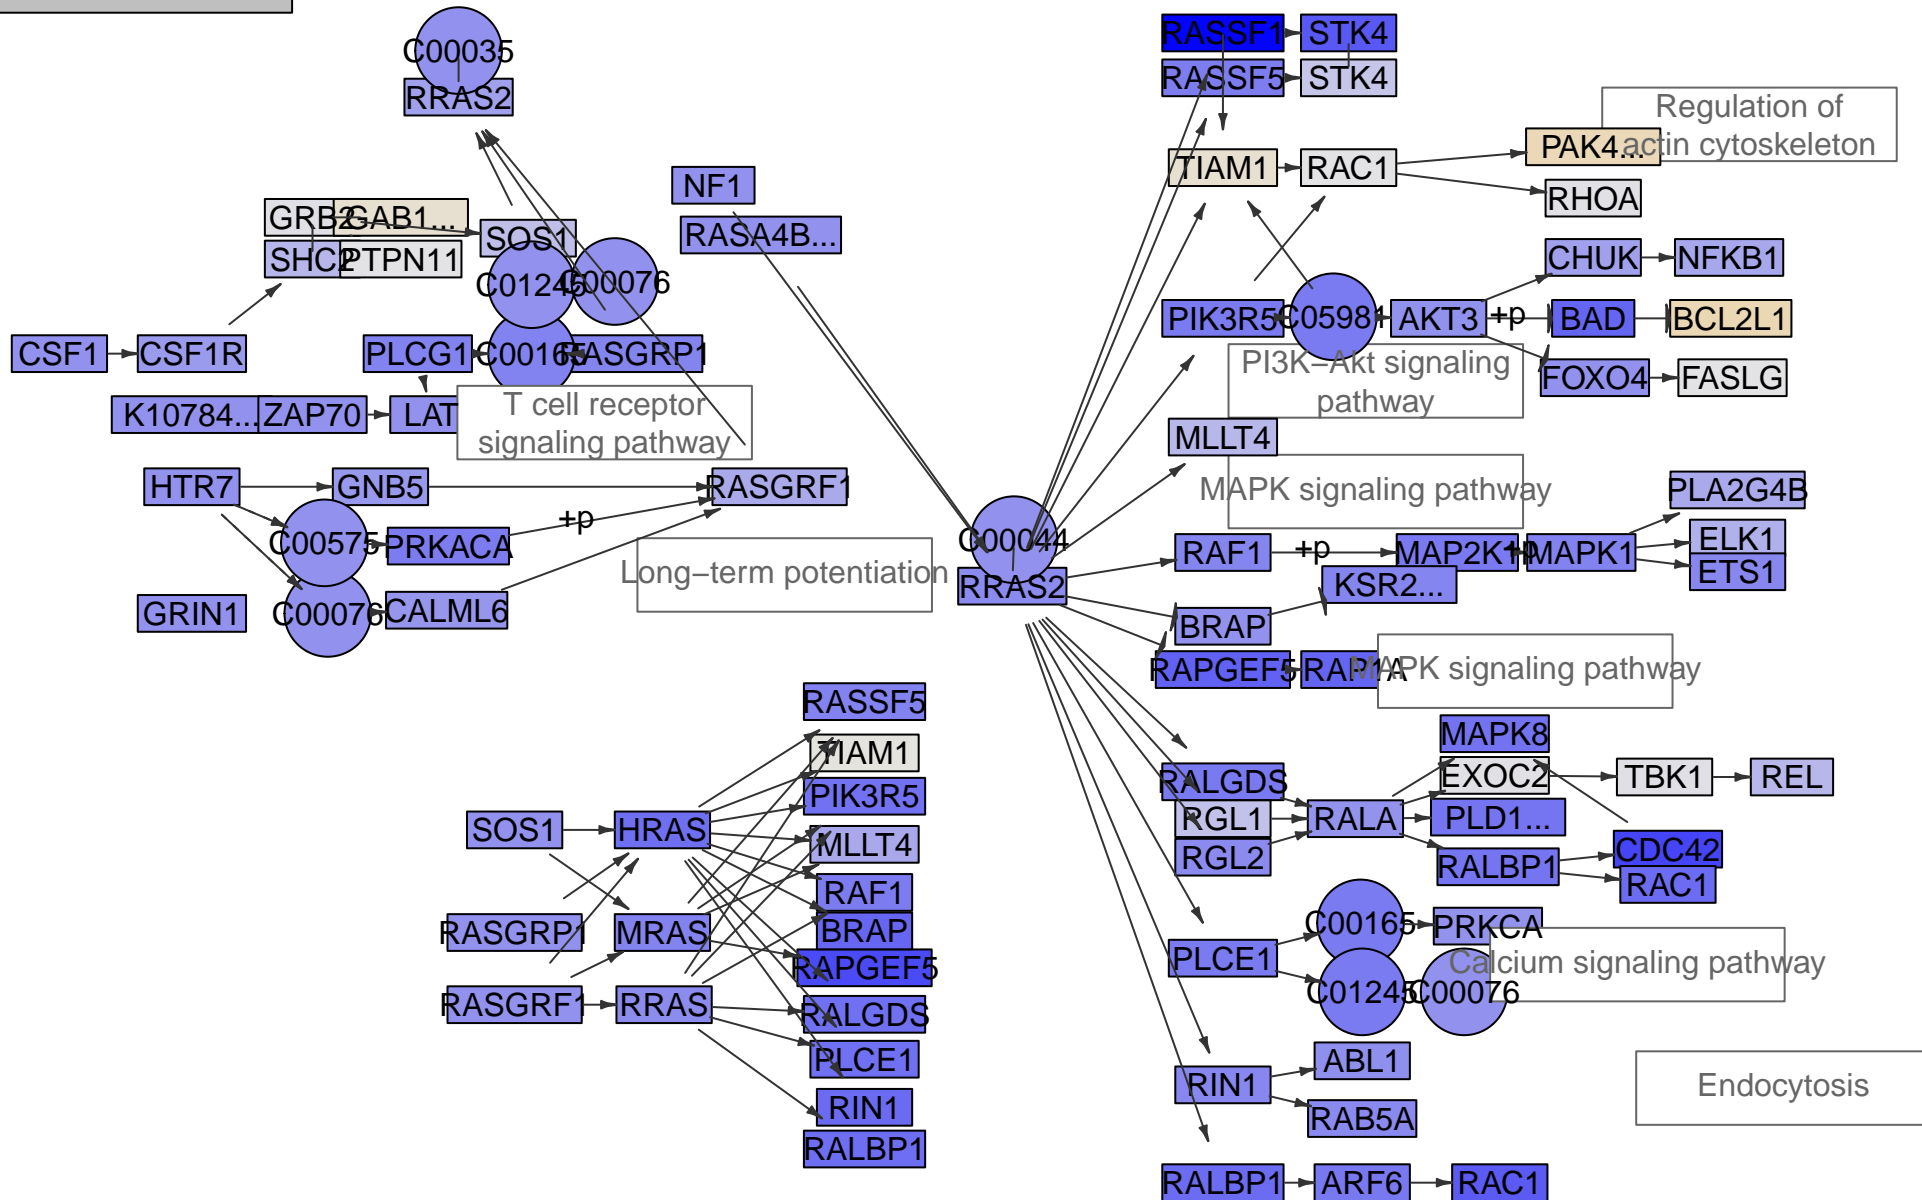 C00035
RRAS2
NF1
RASA4B...
GRB2
GAB1...
SOS1
SHC2
PTPN11
C01245
C00076
CSF1
CSF1R
PLCG1
C00165
RASGRP1
K10784...
ZAP70
LAT
T cell receptor
signaling pathway
HTR7
GNB5
RASGRF1
+p
C00575
PRKACA
Long−term potentiation
GRIN1
C00076
CALML6
C00044
RRAS2
RASSF1
STK4
RASSF5
STK4
Regulation of
actin cytoskeleton
PAK4...
TIAM1
RAC1
RHOA
CHUK
NFKB1
PIK3R5
C05981
AKT3
+p
BAD
BCL2L1
PI3K−Akt signaling
pathway
FOXO4
FASLG
MLLT4
MAPK signaling pathway
PLA2G4B
RAF1
+p
MAP2K1
+p
MAPK1
ELK1
ETS1
KSR2...
BRAP
RAPGEF5
RAP1A
MAPK signaling pathway
MAPK8
RALGDS
EXOC2
TBK1
REL
RGL1
RALA
PLD1...
RGL2
RALBP1
CDC42
RAC1
C00165
PRKCA
PLCE1
Calcium signaling pathway
C01245
C00076
ABL1
RIN1
RAB5A
Endocytosis
RALBP1
ARF6
RAC1
RASSF5
TIAM1
PIK3R5
SOS1
HRAS
MLLT4
RAF1
RASGRP1
MRAS
BRAP
RAPGEF5
RASGRF1
RRAS
RALGDS
PLCE1
RIN1
RALBP1